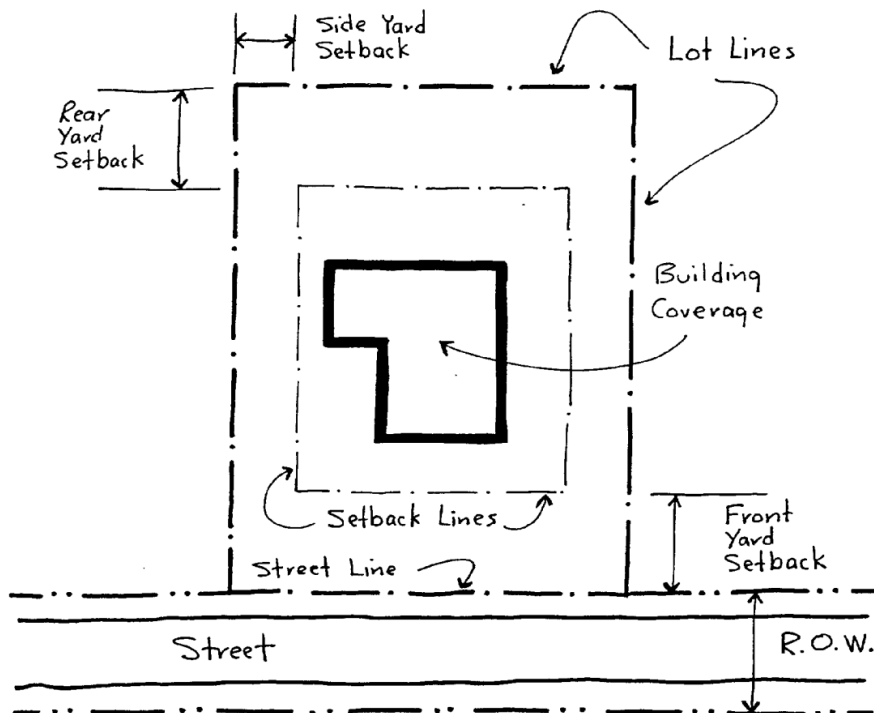 Side Yard
Setback
Lot Lines
Rear
Yard
Setback
Building
Coverage
Setback Lines
Front
Yard
Setback
Street Line
Street
R.O.W.